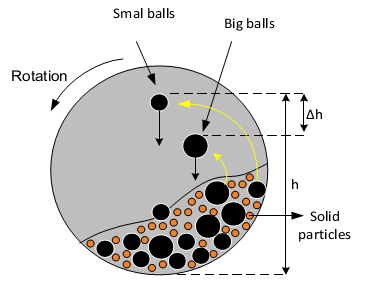 Smal balls
Big balls
Rotation
Δh
h
Solid
particles